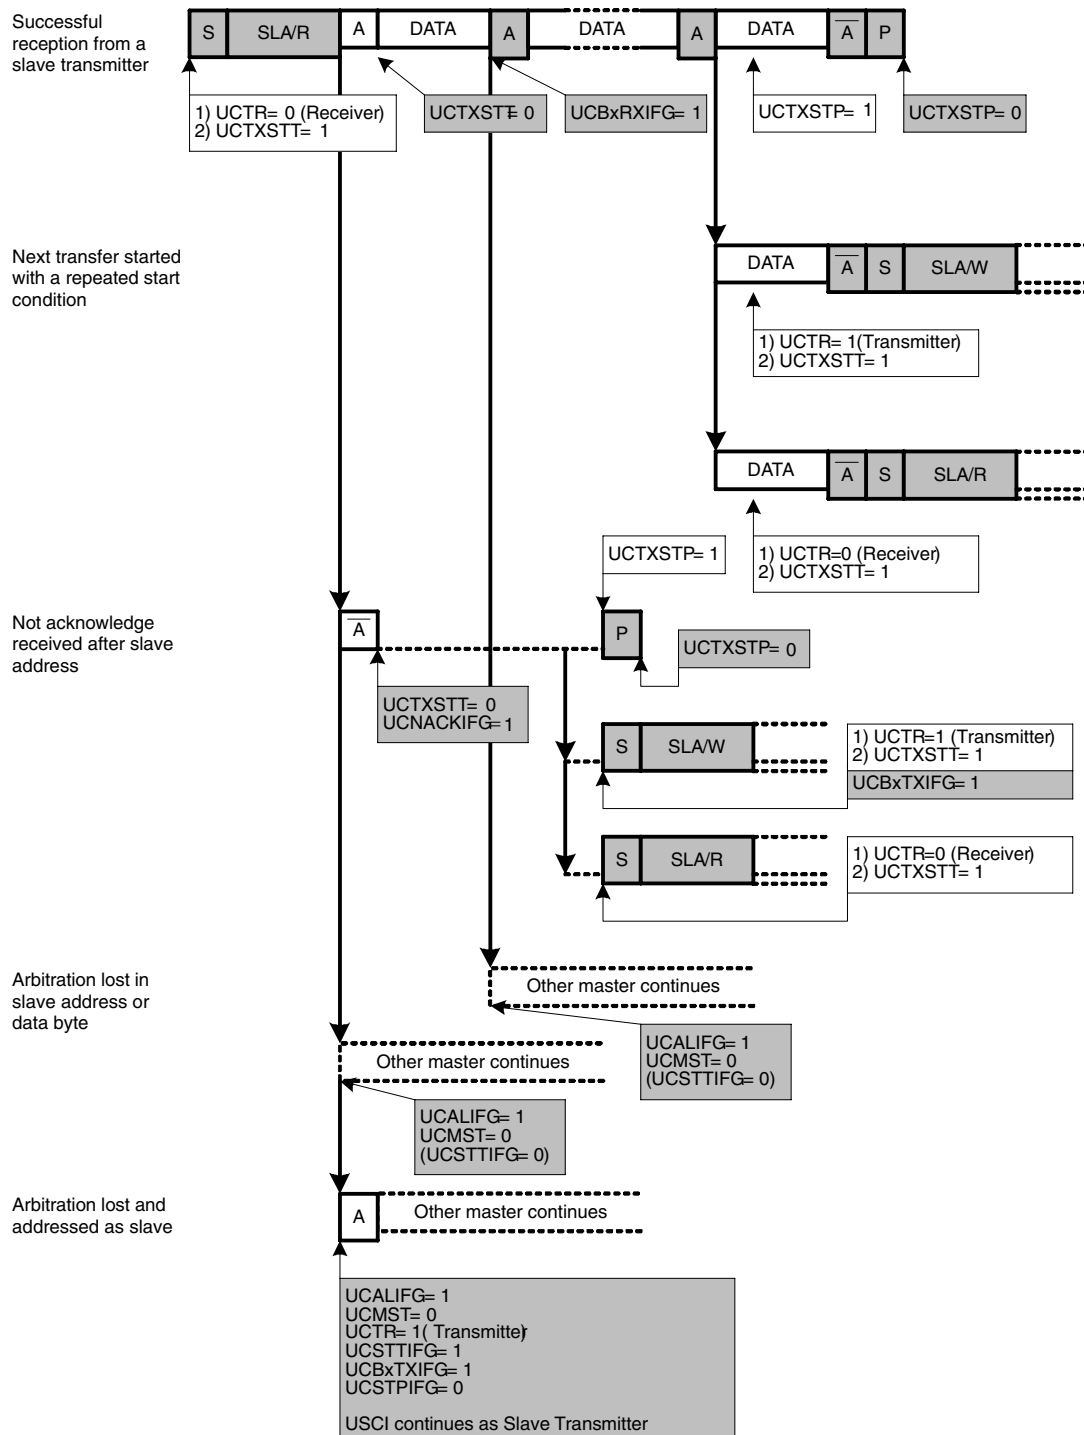 Successful
reception from a
slave transmitter
S
SLA/R
A
DATA
A
DATA
A
DATA
A
P
1) UCTR= 0 (Receiver)
2) UCTXSTT= 1
UCTXSTT= 0
UCBxRXIFG= 1
UCTXSTP= 1
UCTXSTP= 0
Next transfer started
with a repeated start
condition
DATA
A
S
SLA/W
1) UCTR= 1(Transmitter)
2) UCTXSTT= 1
DATA
A
S
SLA/R
1) UCTR=0 (Receiver)
2) UCTXSTT= 1
UCTXSTP= 1
Not acknowledge
received after slave
address
A
P
UCTXSTP= 0
UCTXSTT= 0
UCNACKIFG=1
S
SLA/W
1) UCTR=1 (Transmitter)
2) UCTXSTT= 1
UCBxTXIFG= 1
S
SLA/R
1) UCTR=0 (Receiver)
2) UCTXSTT= 1
Arbitration lost in
slave address or
data byte
Other master continues
UCALIFG= 1
UCMST= 0
(UCSTTIFG= 0)
Other master continues
UCALIFG= 1
UCMST= 0
(UCSTTIFG= 0)
Arbitration lost and
addressed as slave
A
Other master continues
UCALIFG= 1
UCMST= 0
UCTR= 1( Transmitter)
UCSTTIFG= 1
UCBxTXIFG= 1
UCSTPIFG= 0
USCI continues as Slave Transmitter